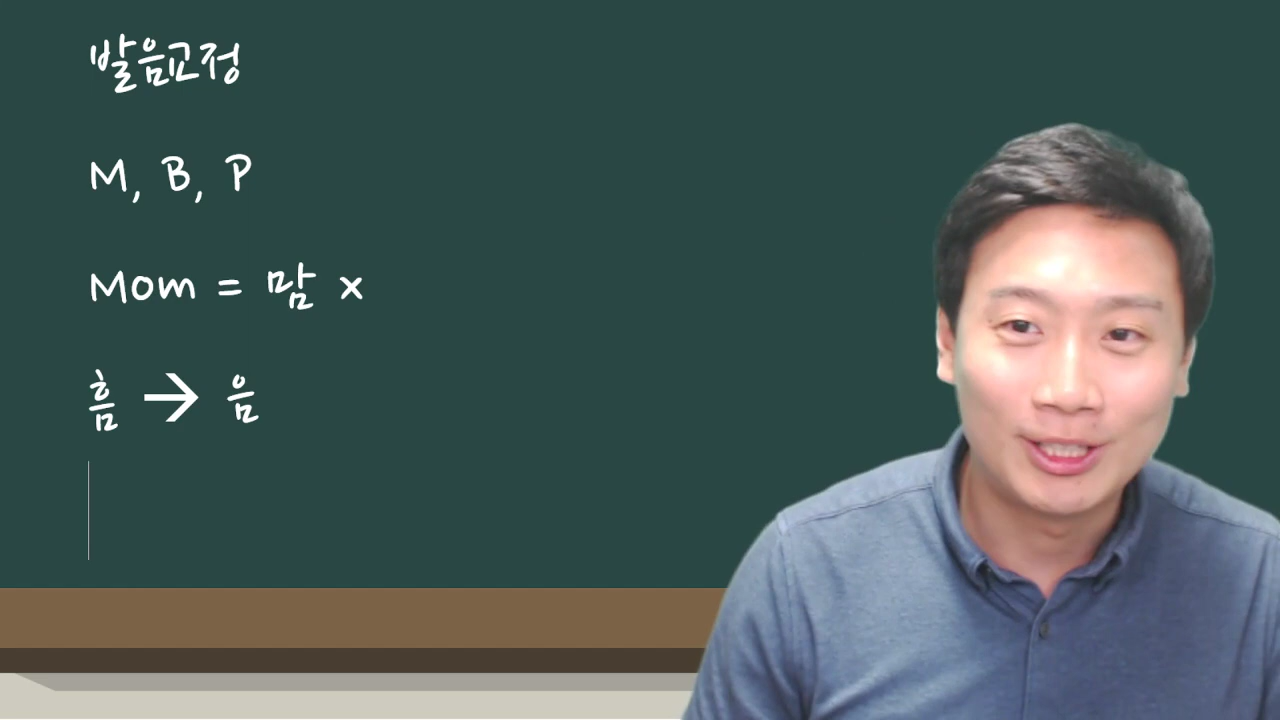 발음교정
M, B, P
Mom = 맘 x
흠 → 음